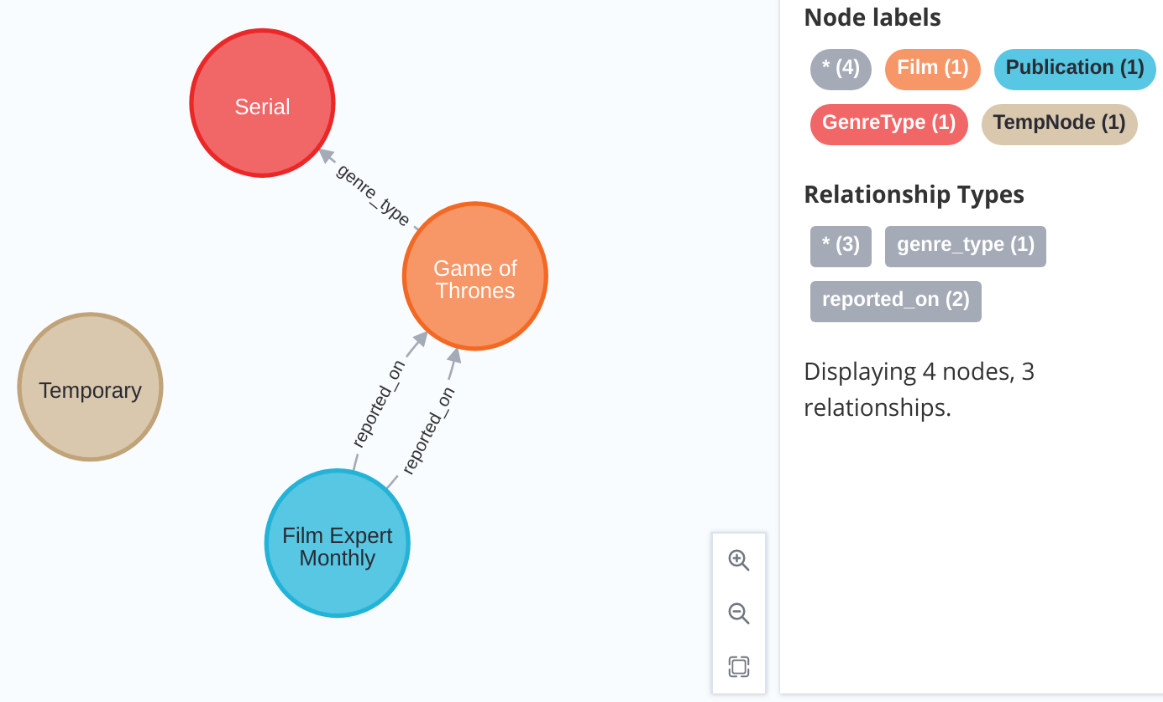 Serial
genre_type
Game of
Thrones
Temporary
reported_on
reported_on
Film Expert
Monthly
Node labels
* (4) Film (1) Publication (1)
GenreType (1) TempNode (1)
Relationship Types
* (3) genre_type (1)
reported_on (2)
Displaying 4 nodes, 3
relationships.